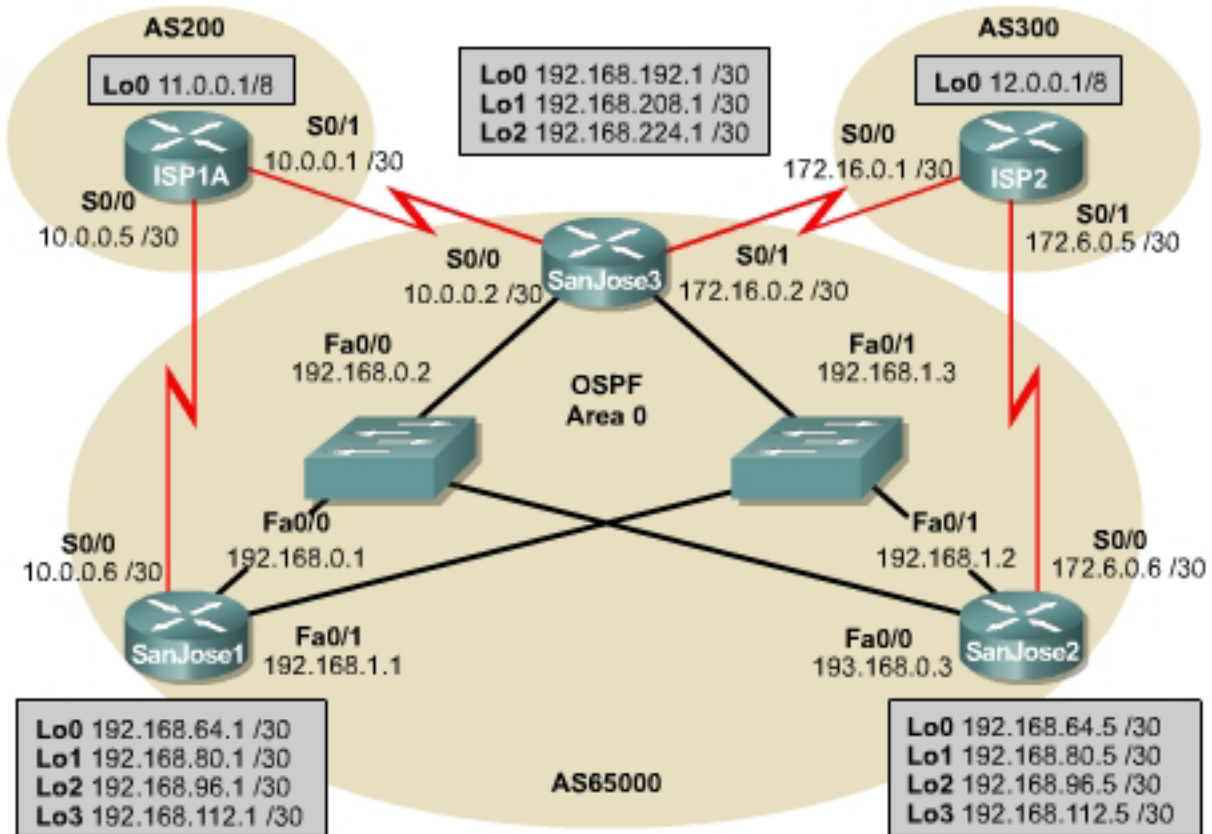 AS200
Lo0 11.0.0.1/8
ISP1A
S0/1
10.0.0.1 /30
S0/0
10.0.0.5 /30
Lo0 192.168.192.1 /30
Lo1 192.168.208.1 /30
Lo2 192.168.224.1 /30
AS300
Lo0 12.0.0.1/8
S0/0
172.16.0.1 /30
ISP2
S0/1
172.6.0.5 /30
SanJose3
S0/0
10.0.0.2 /30
S0/1
172.16.0.2 /30
Fa0/0
192.168.0.2
OSPF
Area 0
Fa0/1
192.168.1.3
S0/0
10.0.0.6 /30
Fa0/0
192.168.0.1
Fa0/1
192.168.1.2
S0/0
172.6.0.6 /30
SanJose1
Fa0/1
192.168.1.1
Fa0/0
193.168.0.3
SanJose2
Lo0 192.168.64.1 /30
Lo1 192.168.80.1 /30
Lo2 192.168.96.1 /30
Lo3 192.168.112.1 /30
AS65000
Lo0 192.168.64.5 /30
Lo1 192.168.80.5 /30
Lo2 192.168.96.5 /30
Lo3 192.168.112.5 /30